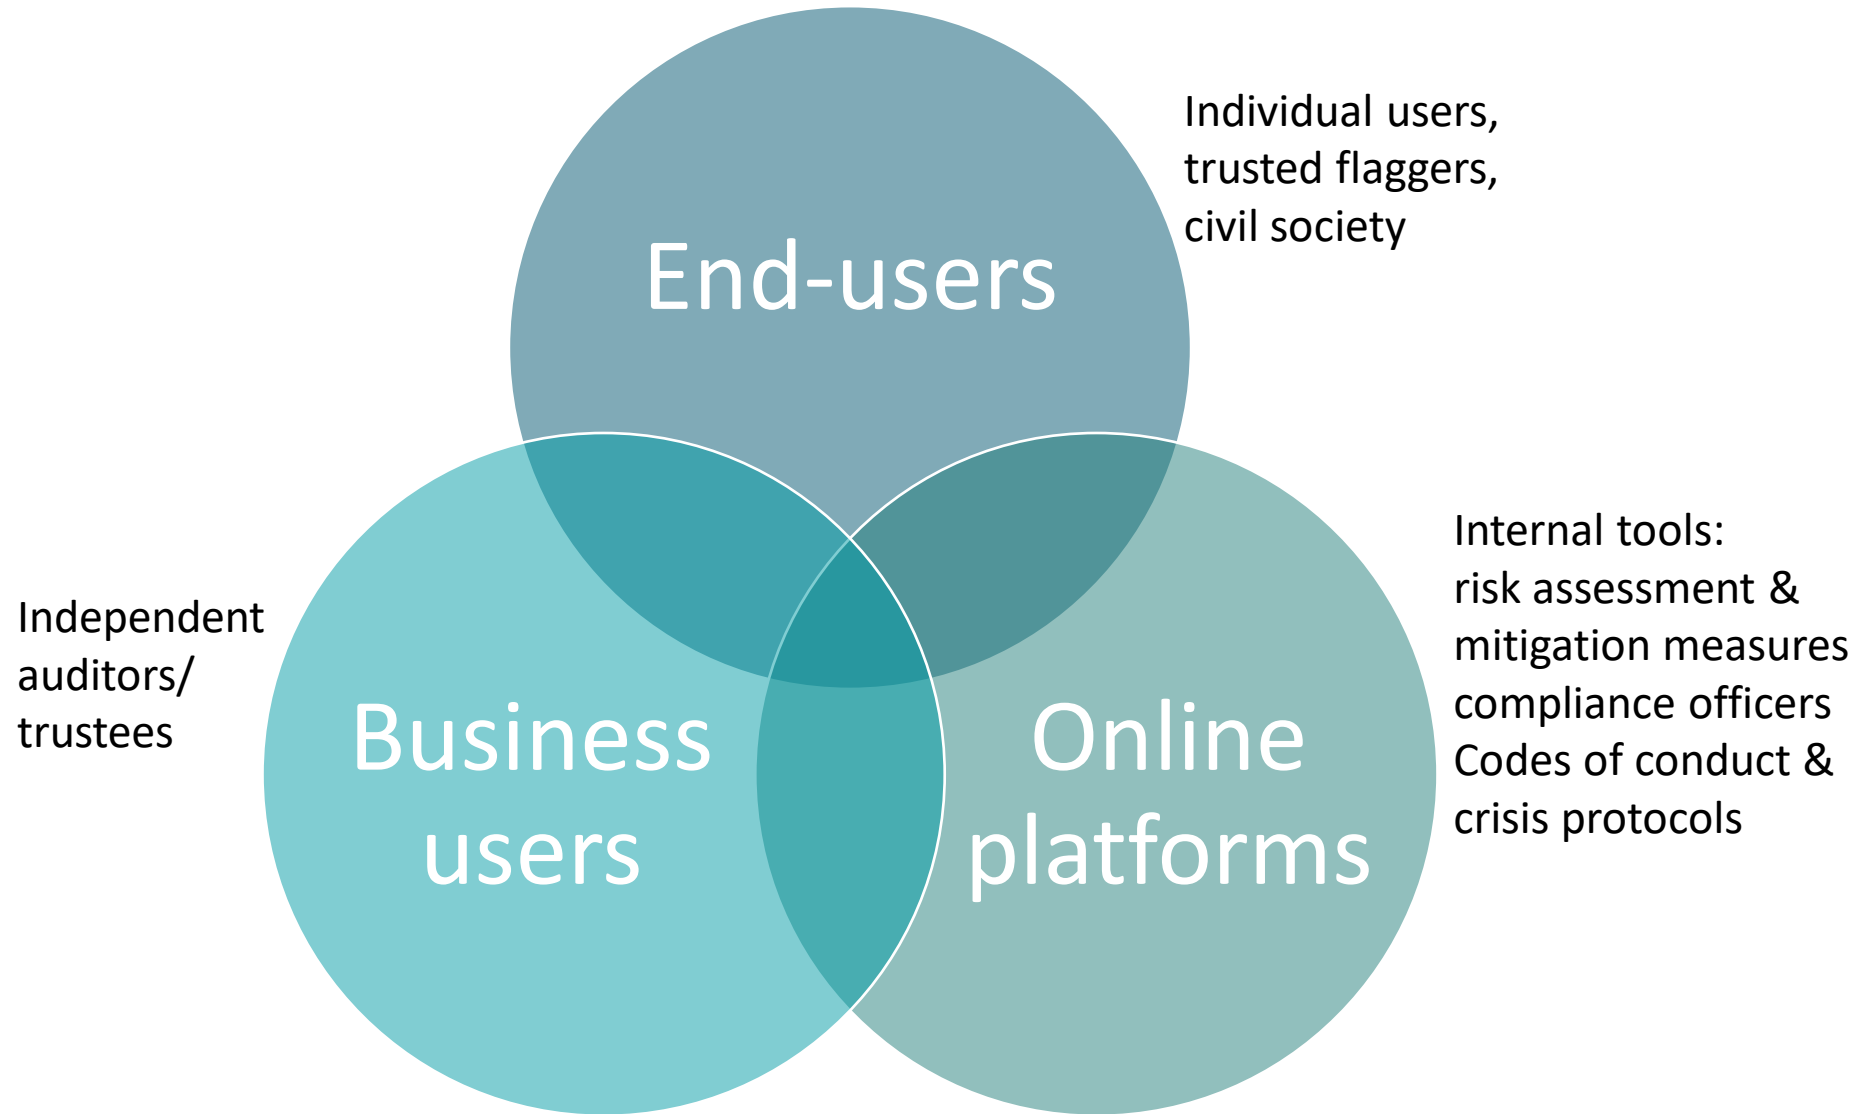 Individual users,
trusted flaggers,
civil society
End-users
Internal tools:
risk assessment &
mitigation measures
compliance officers
Codes of conduct &
crisis protocols
Independent
auditors/
trustees
Business
users
Online
platforms